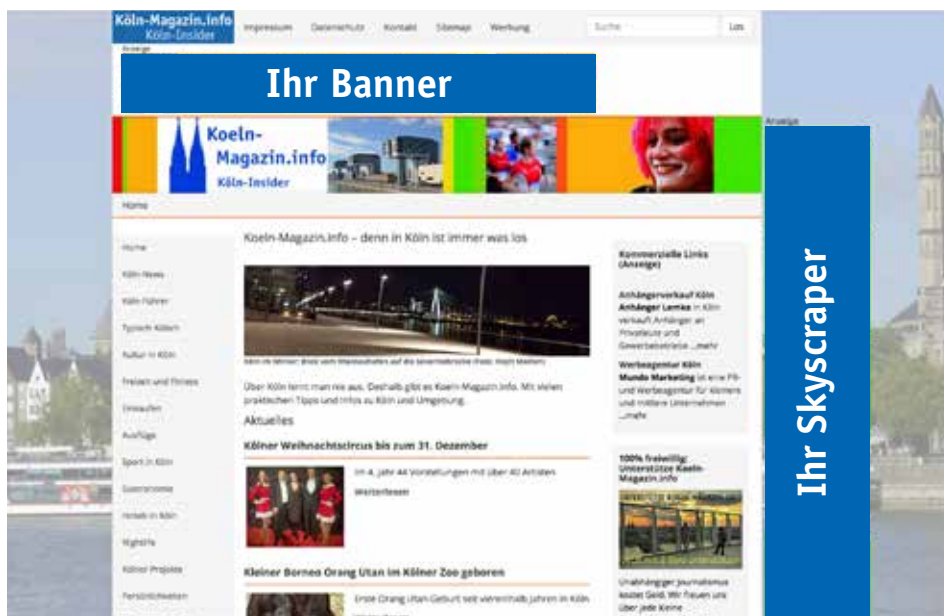 Köln-Magazin.info
Köln-Insider
Impressum Datenschutz Kontakt Sitemap Werbung
Suche Los
Anzeige
Ihr Banner
Anzeige
Koeln-
Magazin.info
Köln-Insider
Home
Koeln-Magazin.info – denn in Köln ist immer was los
Home
Köln-News
Köln-Führer
Typisch Kölsch
Kultur in Köln
Freizeit und Fitness
Einkaufen
Ausflüge
Sport in Köln
Gastronomie
Hotels in Köln
Nightlife
Kölner Projekte
Persönlichkeiten
Über Köln lernt man nie aus. Deshalb gibt es Koeln-Magazin.info. Mit vielen
praktischen Tipps und Infos zu Köln und Umgebung.
Aktuelles
Kölner Weihnachtscircus bis zum 31. Dezember
Im 4. Jahr 44 Vorstellungen mit über 40 Artisten
Weiterlesen
Kleiner Borneo Orang Utan im Kölner Zoo geboren
Erste Orang Utan Geburt seit viereinhalb Jahren in Köln
Kommerzielle Links
(Anzeige)
Anhängerverkauf Köln
Anhänger Lemke in Köln
verkauft Anhänger an
Privatleute und
Gewerbebetriebe ...mehr
Werbeagentur Köln
Mundo Marketing ist eine PR-
und Werbeagentur für kleinere
und mittlere Unternehmen
...mehr
100% freiwillig:
Unterstütze Koeln-
Magazin.info
Unabhängiger Journalismus
kostet Geld. Wir freuen uns
über jede kleine
Ihr Skyscraper